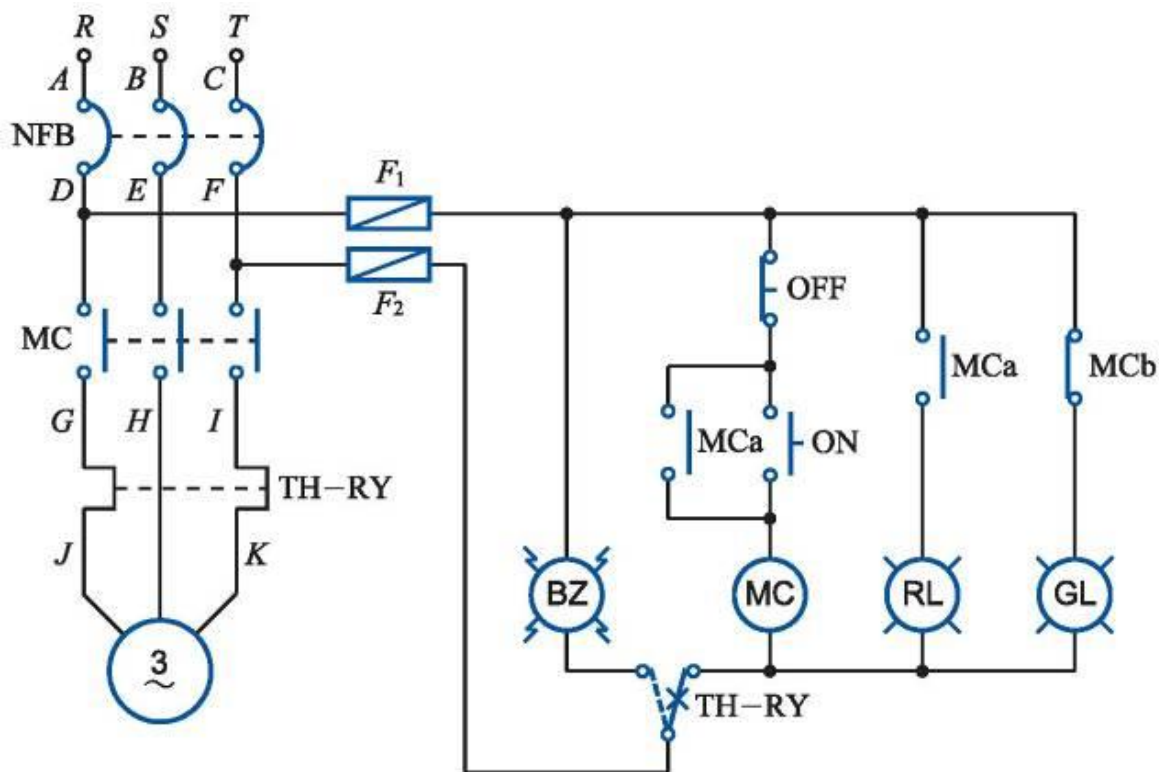 R S T
A B C
NFB
D E F
F₁
F₂
OFF
MC
MCa
MCb
G H I
MCa
ON
TH−RY
J K
BZ
MC
RL
GL
3
~
TH−RY